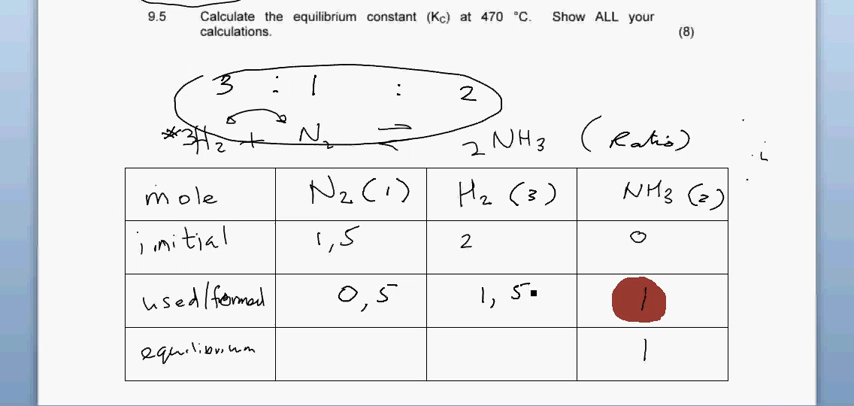 9.5 Calculate the equilibrium constant (Kc) at 470 °C. Show ALL your
calculations. (8)
3 : 1 : 2
*3H2 + N2 ⇌ 2NH3 (Ratio)
mole N2 (1) H2 (3) NH3 (2)
initial 1,5 2 0
used/formed 0,5 1,5 1
equilibrium 1